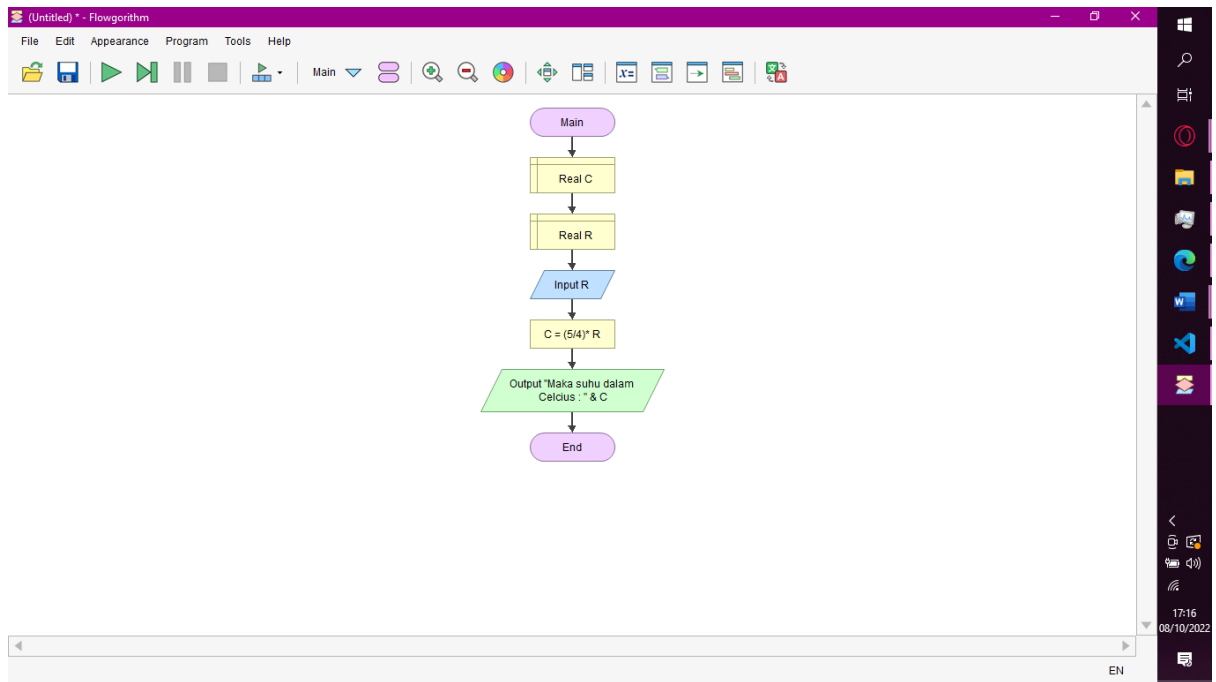 (Untitled) * - Flowgorithm
File Edit Appearance Program Tools Help
Main
x=
Main
Real C
Real R
Input R
C = (5/4)* R
Output "Maka suhu dalam
Celcius : " & C
End
17:16
08/10/2022
EN